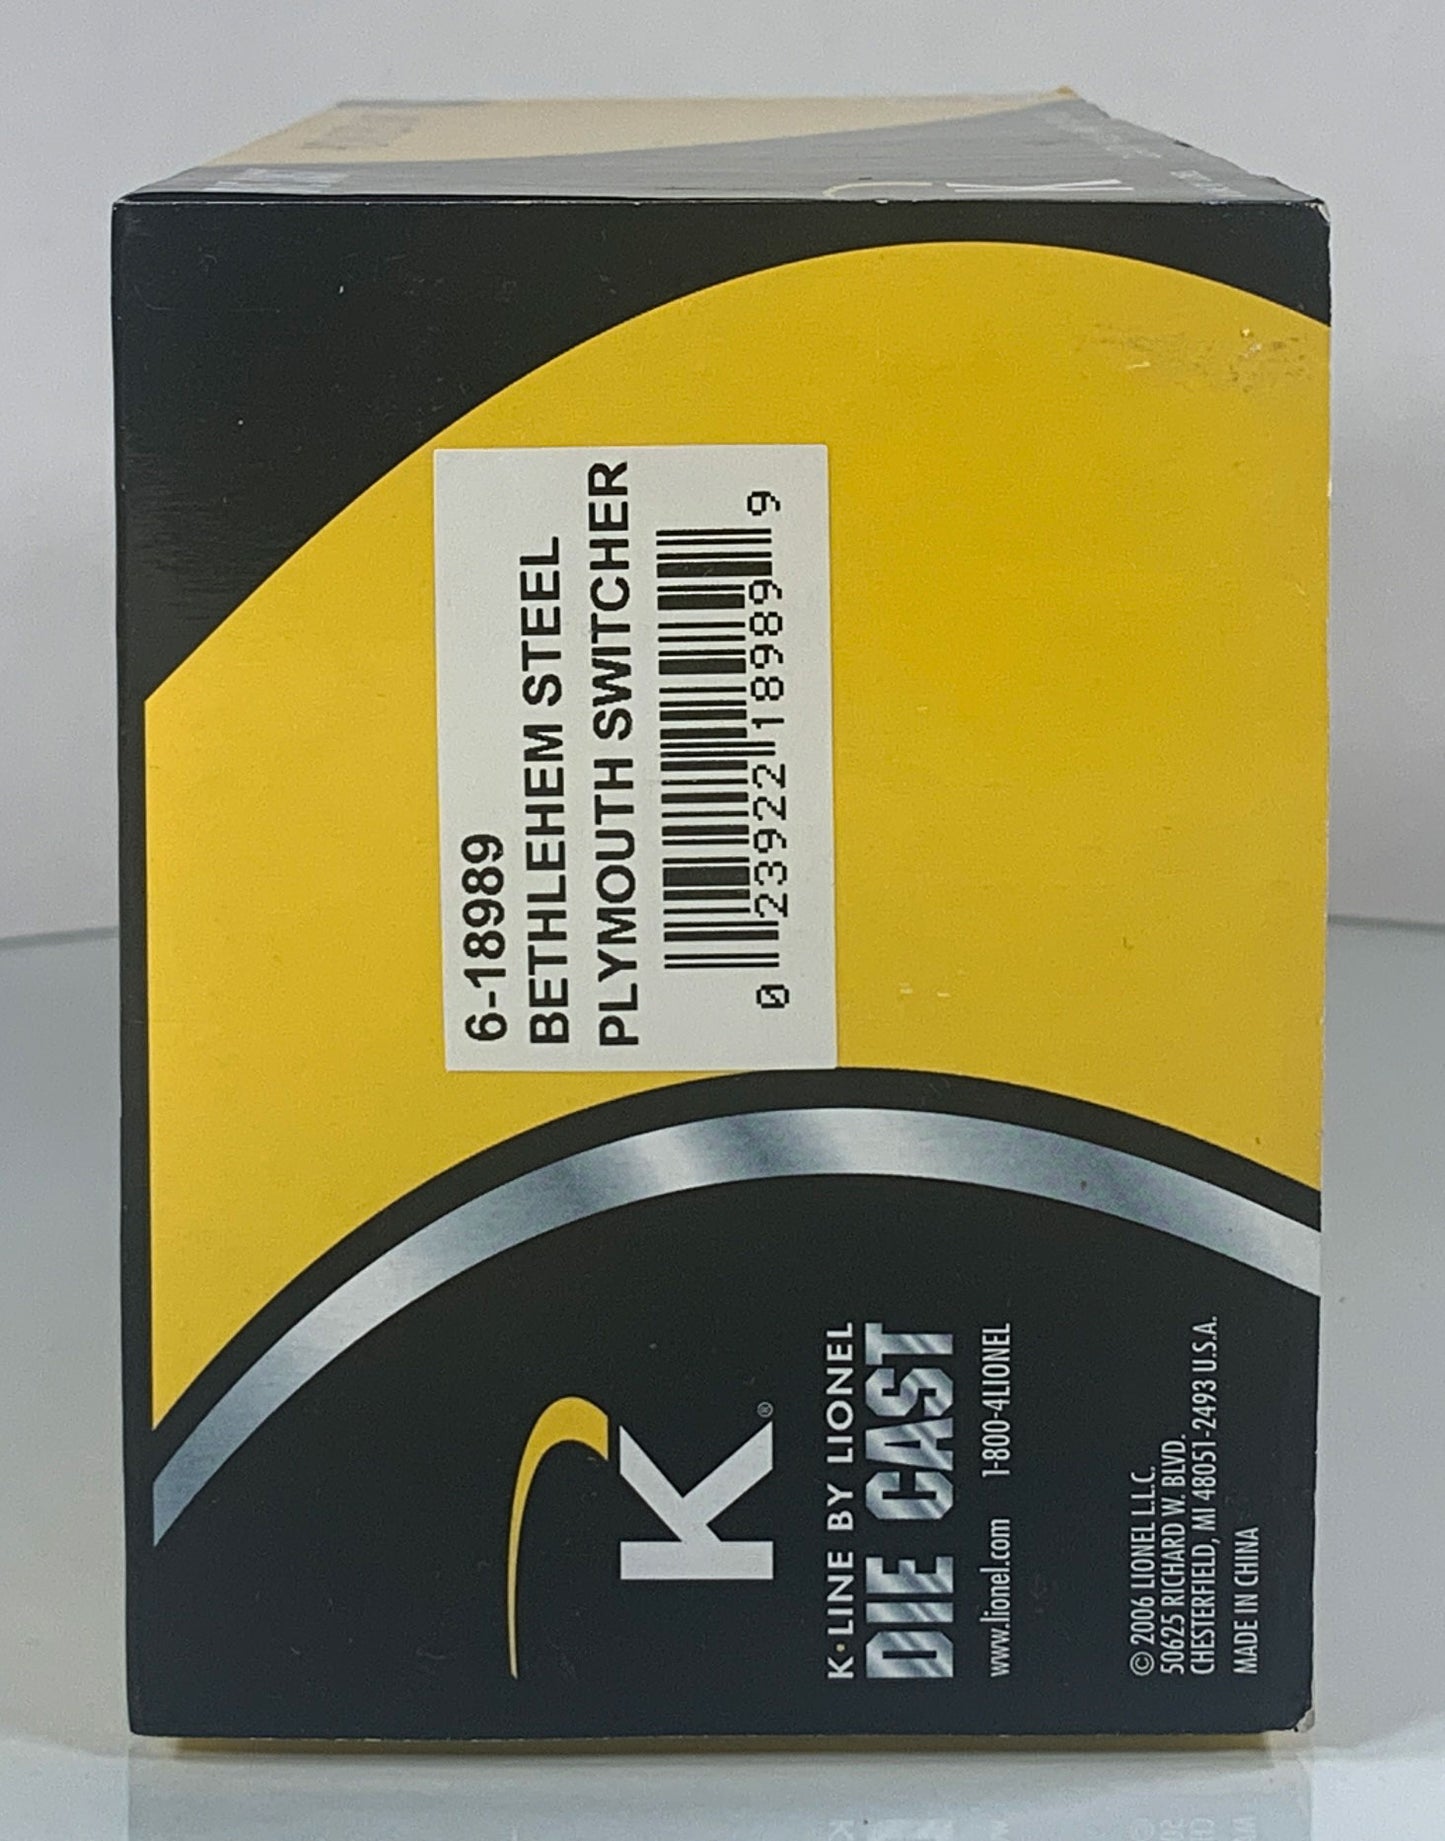 6-18989
BETHLEHEM STEEL
PLYMOUTH SWITCHER
0 23922 18989 9
K®
K·LINE BY LIONEL
DIE CAST
www.lionel.com 1-800-4LIONEL
© 2006 LIONEL L.L.C.
50625 RICHARD W. BLVD.
CHESTERFIELD, MI 48051-2493 U.S.A.
MADE IN CHINA